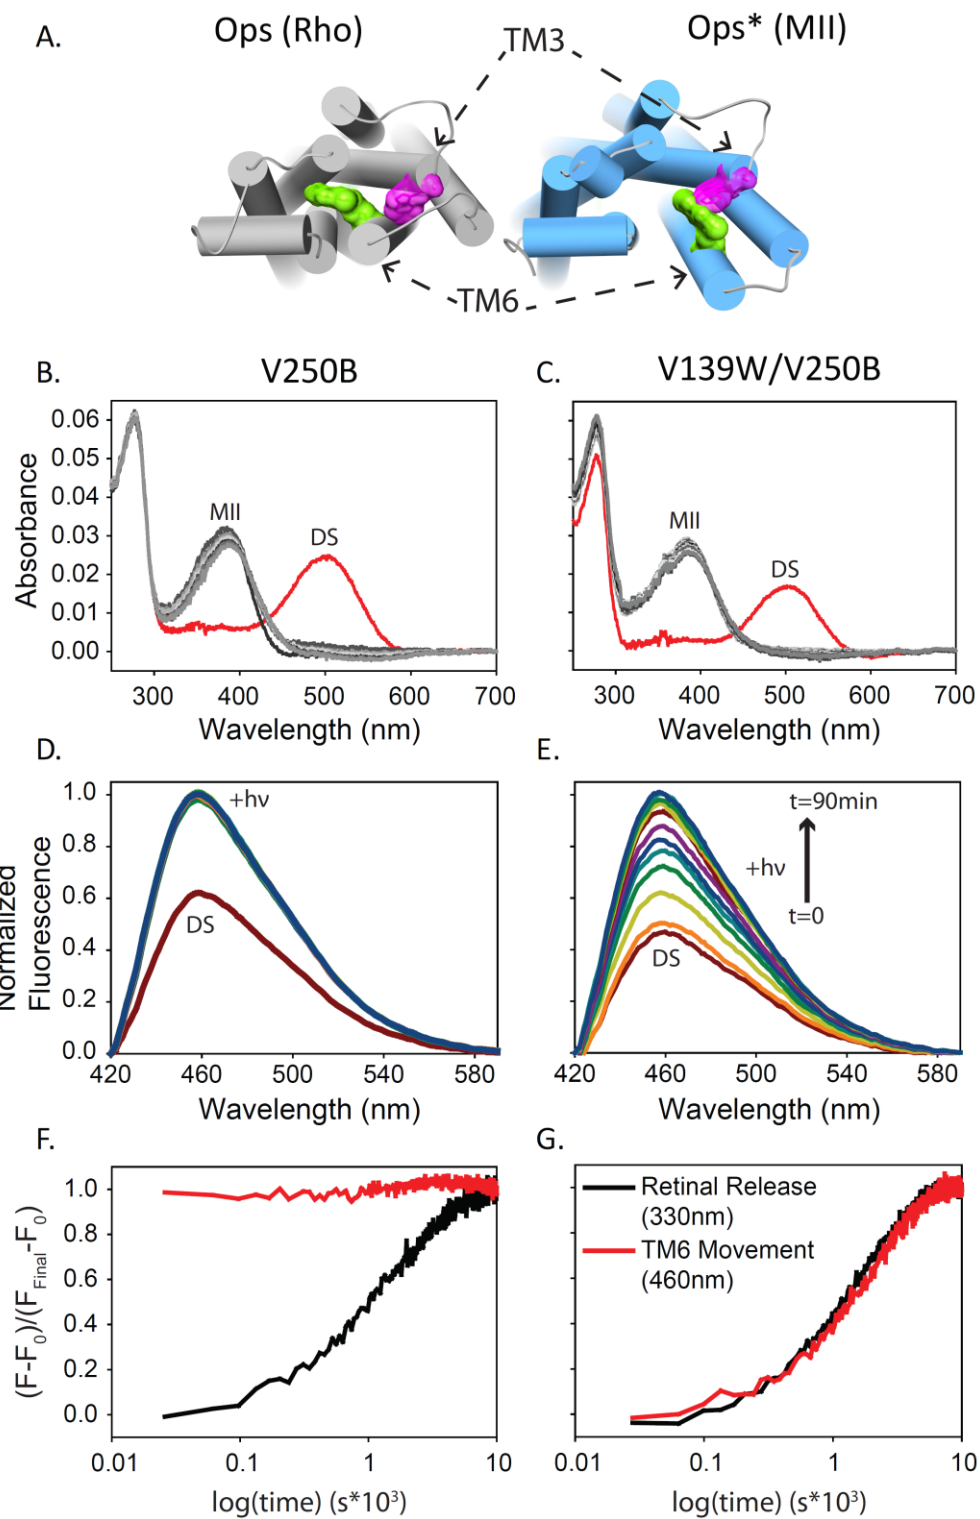 A.
Ops (Rho)
Ops* (MII)
TM3
TM6
B.
V250B
C.
V139W/V250B
Absorbance
0.06
0.05
0.04
0.03
0.02
0.01
0.00
MII
DS
300 400 500 600 700
Wavelength (nm)
MII
DS
300 400 500 600 700
Wavelength (nm)
D.
E.
Normalized
Fluorescence
1.0
0.8
0.6
0.4
0.2
0.0
+hν
DS
420 460 500 540 580
Wavelength (nm)
t=90min
+hν
t=0
DS
420 460 500 540 580
Wavelength (nm)
F.
G.
(F-F0)/(FFinal-F0)
1.0
0.8
0.6
0.4
0.2
0.0
0.01 0.1 1 10
log(time) (s*10³)
Retinal Release
(330nm)
TM6 Movement
(460nm)
0.01 0.1 1 10
log(time) (s*10³)